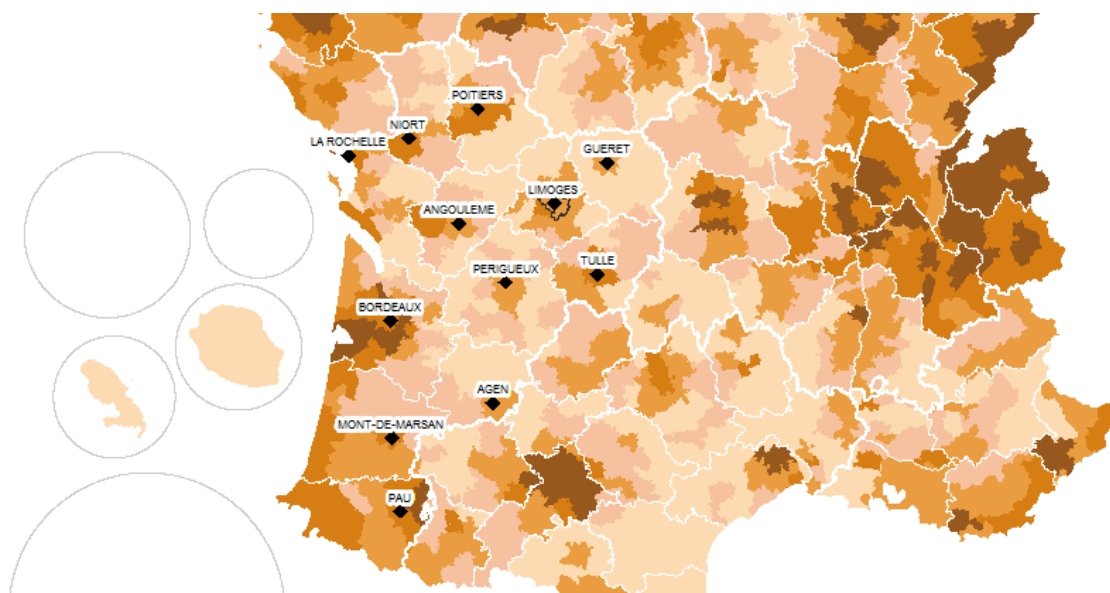 POITIERS
NIORT
LA ROCHELLE
GUERET
LIMOGES
ANGOULEME
TULLE
PERIGUEUX
BORDEAUX
AGEN
MONT-DE-MARSAN
PAU